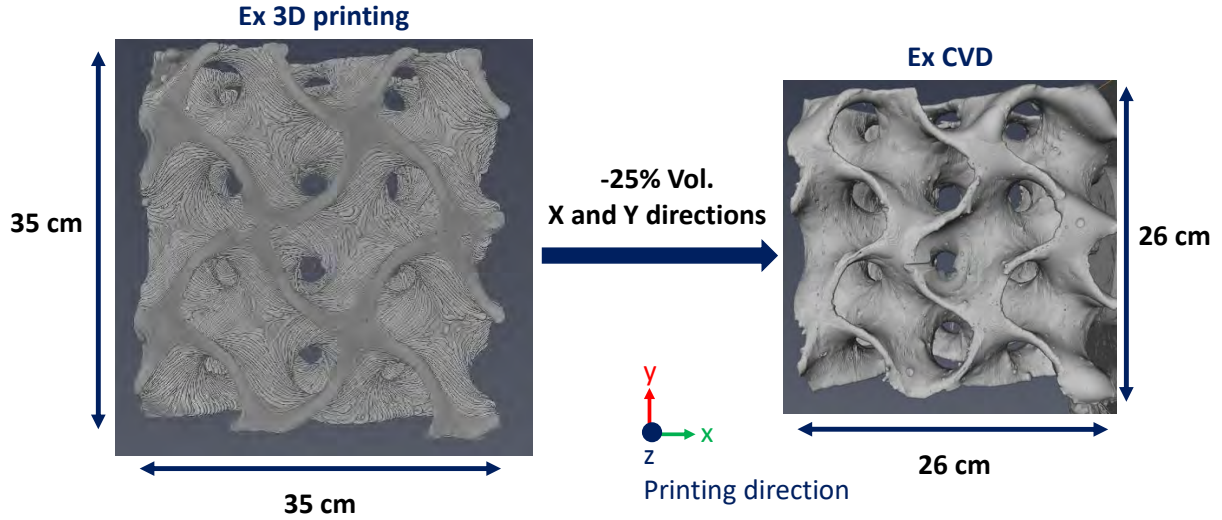 Ex 3D printing
35 cm
35 cm
-25% Vol.
X and Y directions
y
x
z
Printing direction
Ex CVD
26 cm
26 cm